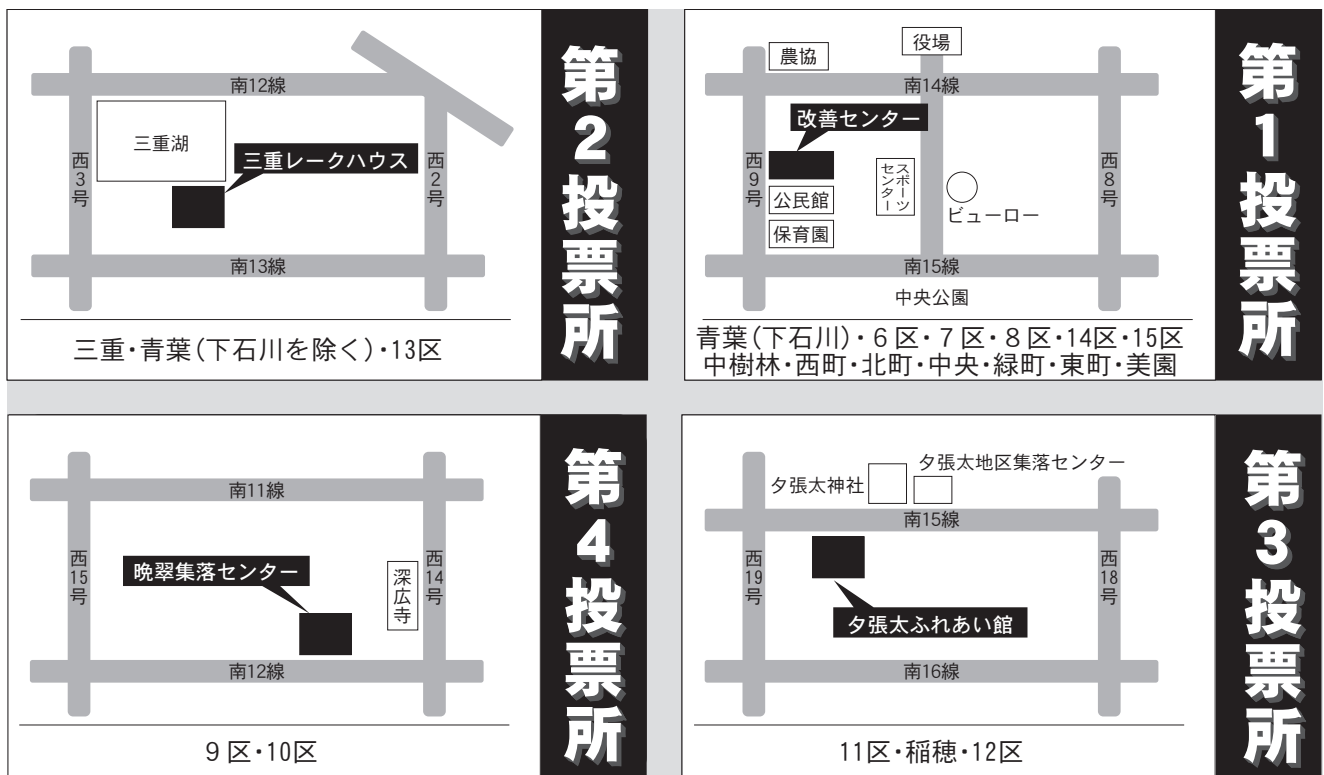 第1投票所
農協
役場
南14線
改善センター
西9号
スポーツ
センター
西8号
公民館
ビューロー
保育園
南15線
中央公園
青葉(下石川)・6区・7区・8区・14区・15区
中樹林・西町・北町・中央・緑町・東町・美園
第2投票所
南12線
三重湖
三重レークハウス
西3号
西2号
南13線
三重・青葉(下石川を除く)・13区
第3投票所
夕張太地区集落センター
夕張太神社
南15線
西19号
西18号
夕張太ふれあい館
南16線
11区・稲穂・12区
第4投票所
南11線
西15号
晩翠集落センター
深広寺
西14号
南12線
9区・10区